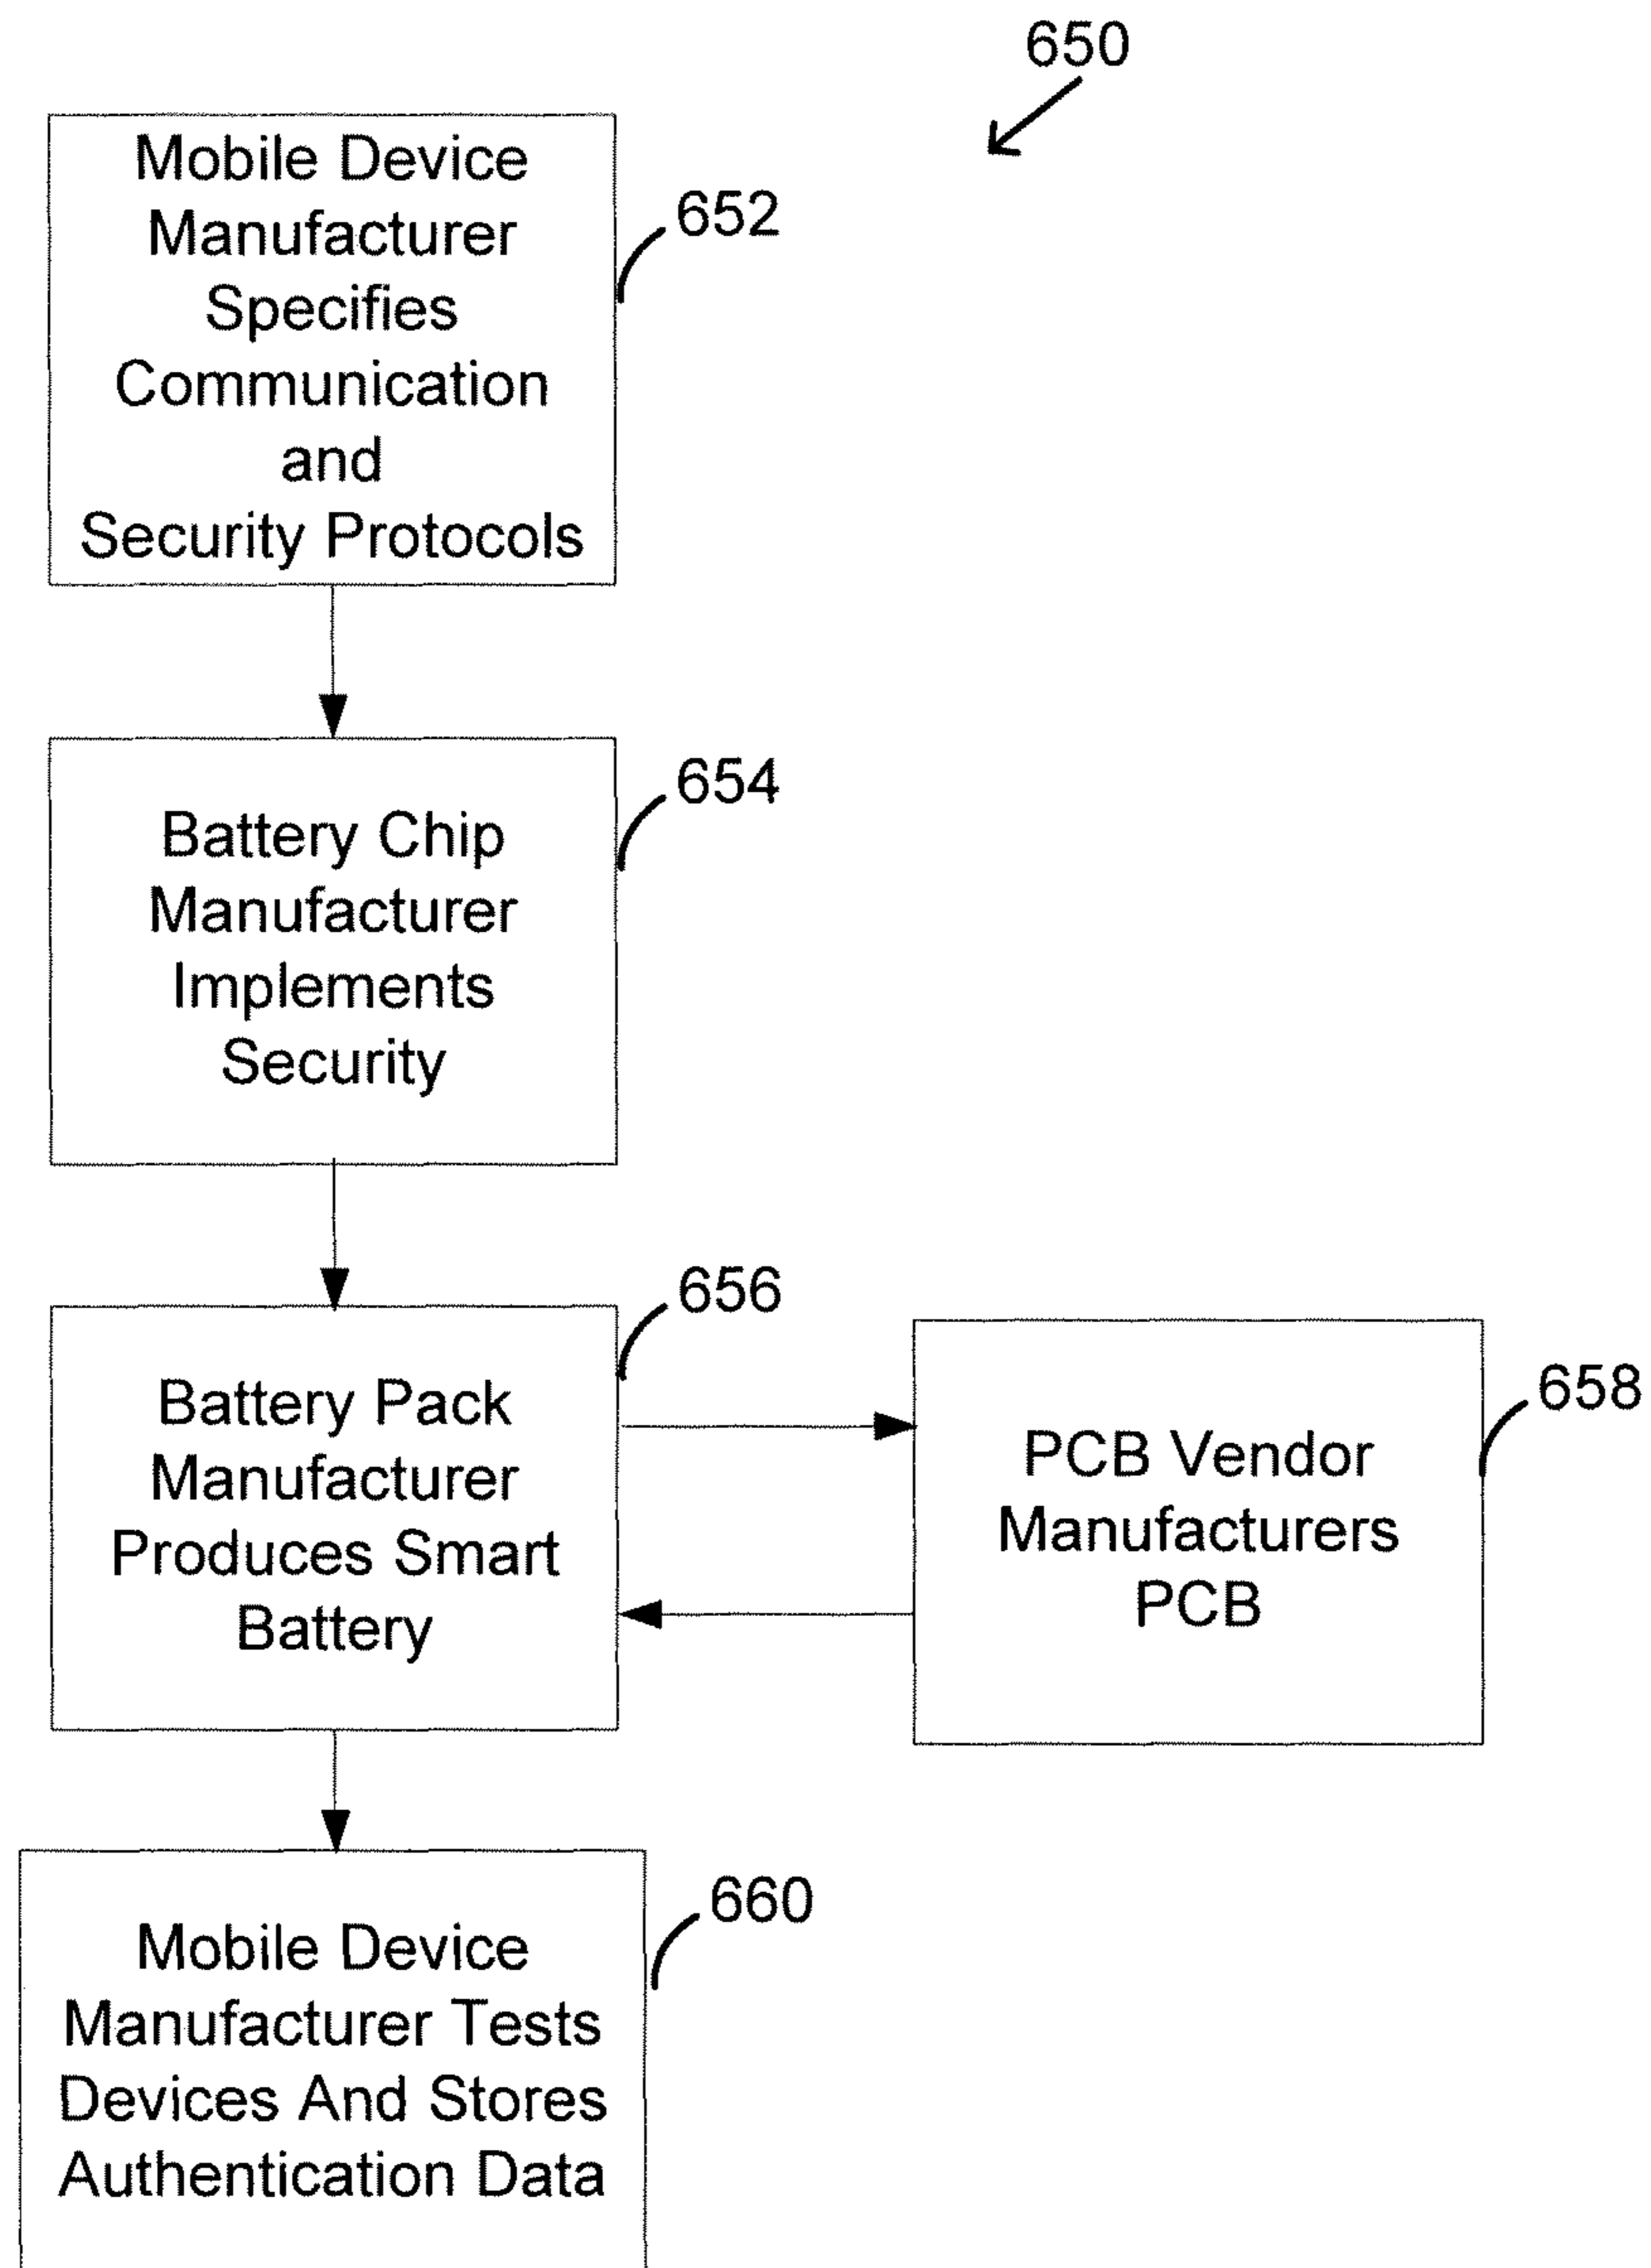 650
Mobile Device
Manufacturer
Specifies
Communication
and
Security Protocols
652
Battery Chip
Manufacturer
Implements
Security
654
Battery Pack
Manufacturer
Produces Smart
Battery
656
PCB Vendor
Manufacturers
PCB
658
Mobile Device
Manufacturer Tests
Devices And Stores
Authentication Data
660